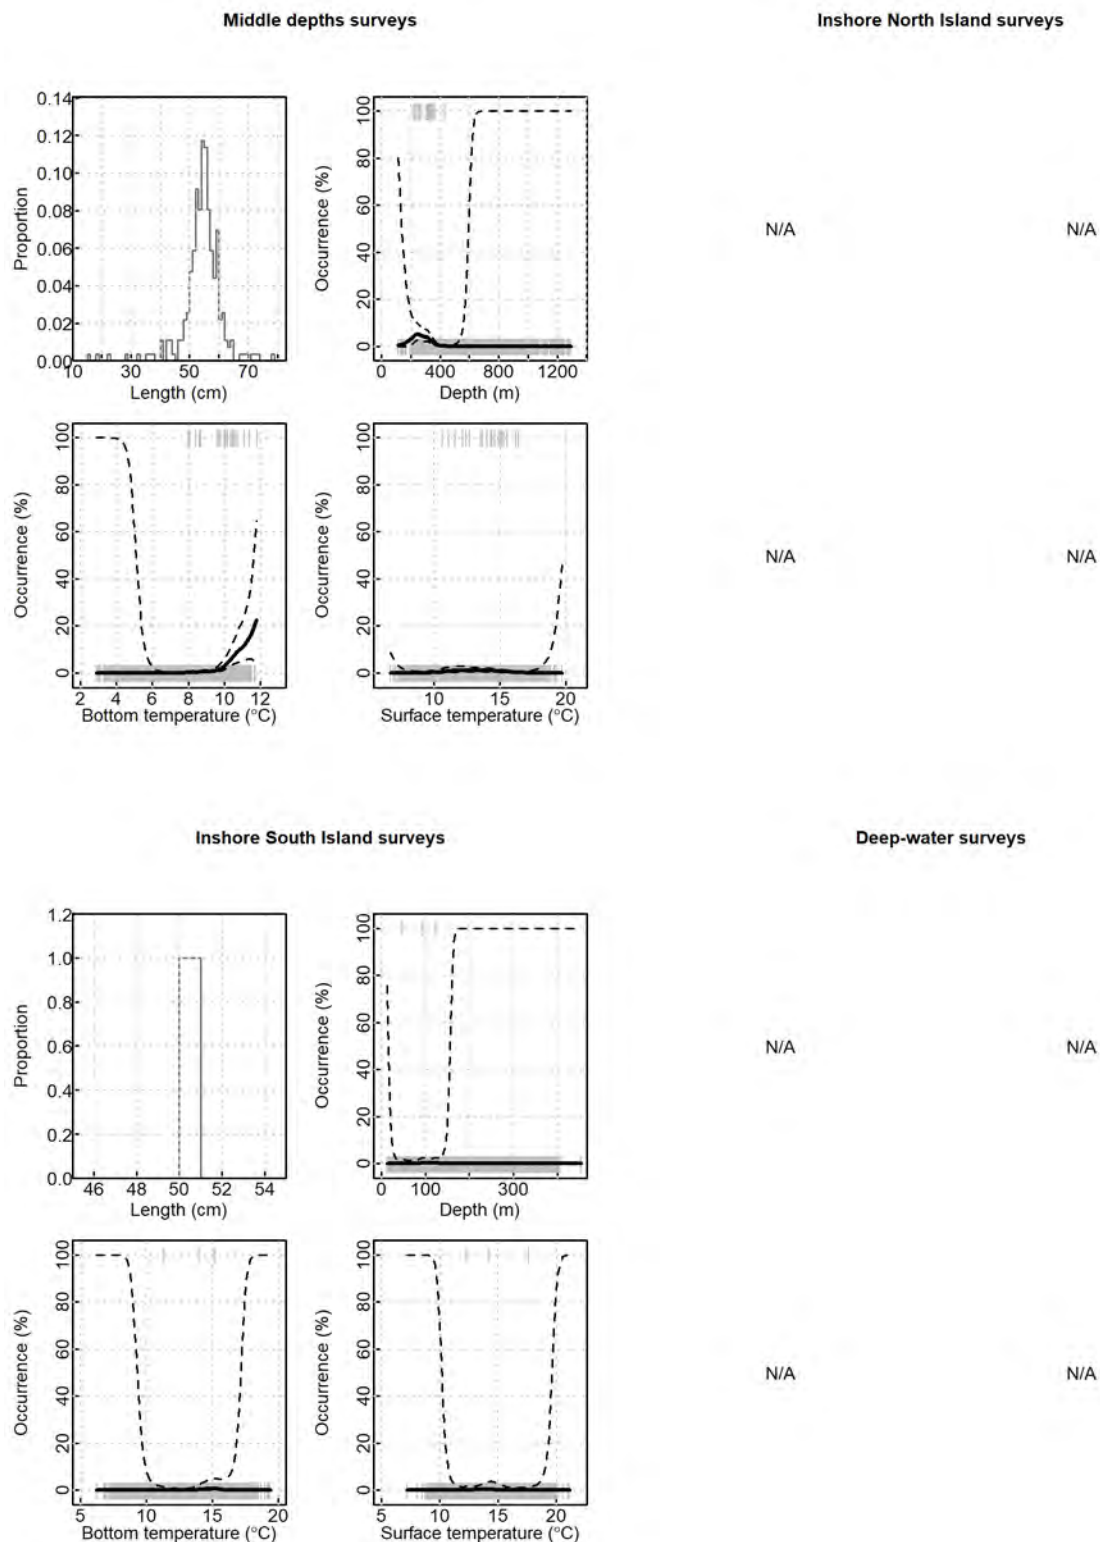 Middle depths surveys
Inshore North Island surveys
0.14
0.12
0.10
0.08
0.06
0.04
0.02
0.00
Proportion
10 30 50 70
Length (cm)
100
80
60
40
20
0
Occurrence (%)
0 400 800 1200
Depth (m)
N/A
N/A
100
80
60
40
20
0
Occurrence (%)
2 4 6 8 10 12
Bottom temperature (°C)
100
80
60
40
20
0
Occurrence (%)
10 15 20
Surface temperature (°C)
N/A
N/A
Inshore South Island surveys
Deep-water surveys
1.2
1.0
0.8
0.6
0.4
0.2
0.0
Proportion
46 48 50 52 54
Length (cm)
100
80
60
40
20
0
Occurrence (%)
0 100 300
Depth (m)
N/A
N/A
100
80
60
40
20
0
Occurrence (%)
5 10 15 20
Bottom temperature (°C)
100
80
60
40
20
0
Occurrence (%)
5 10 15 20
Surface temperature (°C)
N/A
N/A